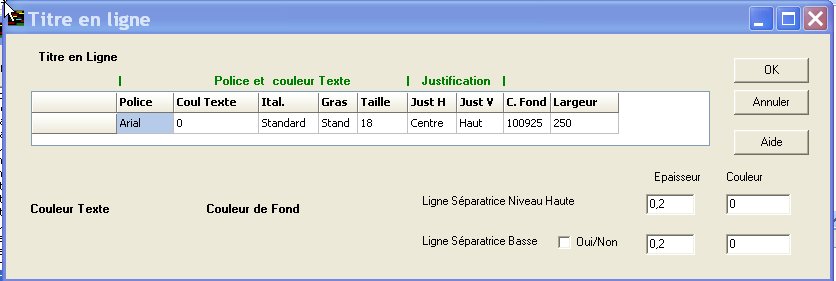 Titre en ligne
Titre en Ligne
OK
| Police et couleur Texte | Justification |
Police Coul Texte Ital. Gras Taille Just H Just V C. Fond Largeur
Annuler
Arial 0 Standard Stand 18 Centre Haut 100925 250
Aide
Epaisseur Couleur
Couleur Texte Couleur de Fond Ligne Séparatrice Niveau Haute 0,2 0
Ligne Séparatrice Basse Oui/Non 0,2 0